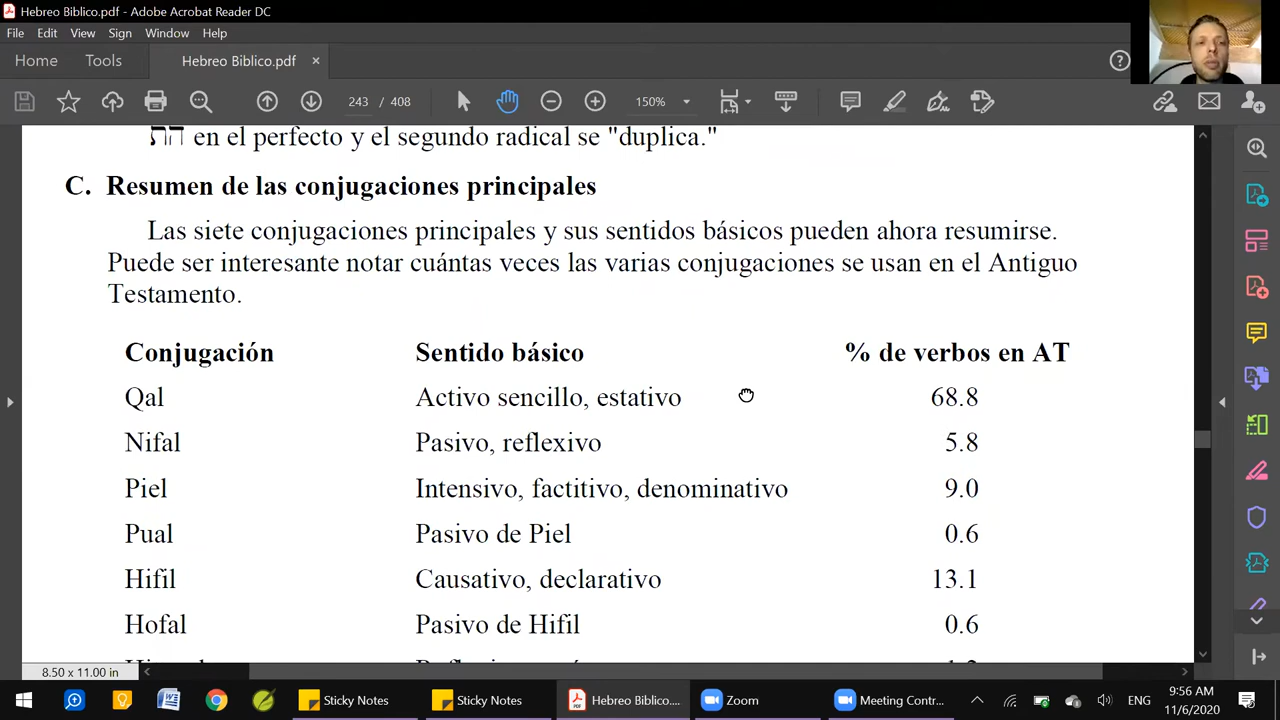 Hebreo Biblico.pdf - Adobe Acrobat Reader DC
File Edit View Sign Window Help
Home Tools Hebreo Biblico.pdf ×
243 / 408 150%
הת en el perfecto y el segundo radical se "duplica."
C. Resumen de las conjugaciones principales
Las siete conjugaciones principales y sus sentidos básicos pueden ahora resumirse.
Puede ser interesante notar cuántas veces las varias conjugaciones se usan en el Antiguo
Testamento.
Conjugación Sentido básico % de verbos en AT
Qal Activo sencillo, estativo 68.8
Nifal Pasivo, reflexivo 5.8
Piel Intensivo, factitivo, denominativo 9.0
Pual Pasivo de Piel 0.6
Hifil Causativo, declarativo 13.1
Hofal Pasivo de Hifil 0.6
8.50 x 11.00 in
Sticky Notes Sticky Notes Hebreo Biblico.... Zoom Meeting Contr... ENG 9:56 AM
11/6/2020